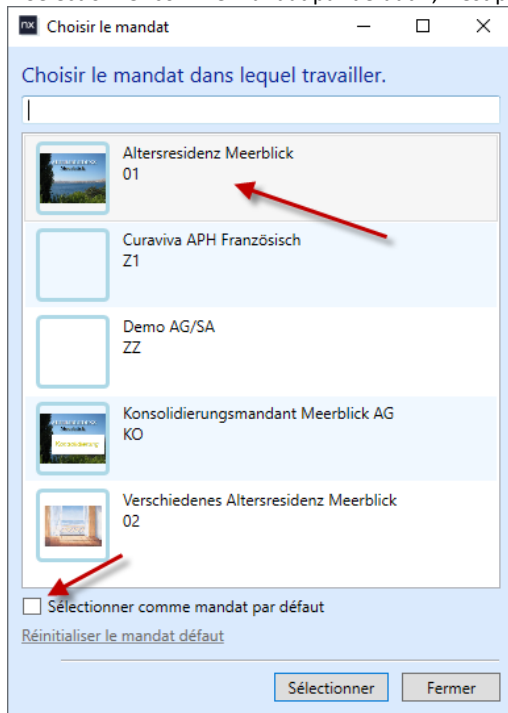 nx Choisir le mandat
Choisir le mandat dans lequel travailler.
Altersresidenz Meerblick
01
Curaviva APH Französisch
Z1
Demo AG/SA
ZZ
Konsolidierungsmandant Meerblick AG
KO
Verschiedenes Altersresidenz Meerblick
02
Sélectionner comme mandat par défaut
Réinitialiser le mandat défaut
Sélectionner Fermer